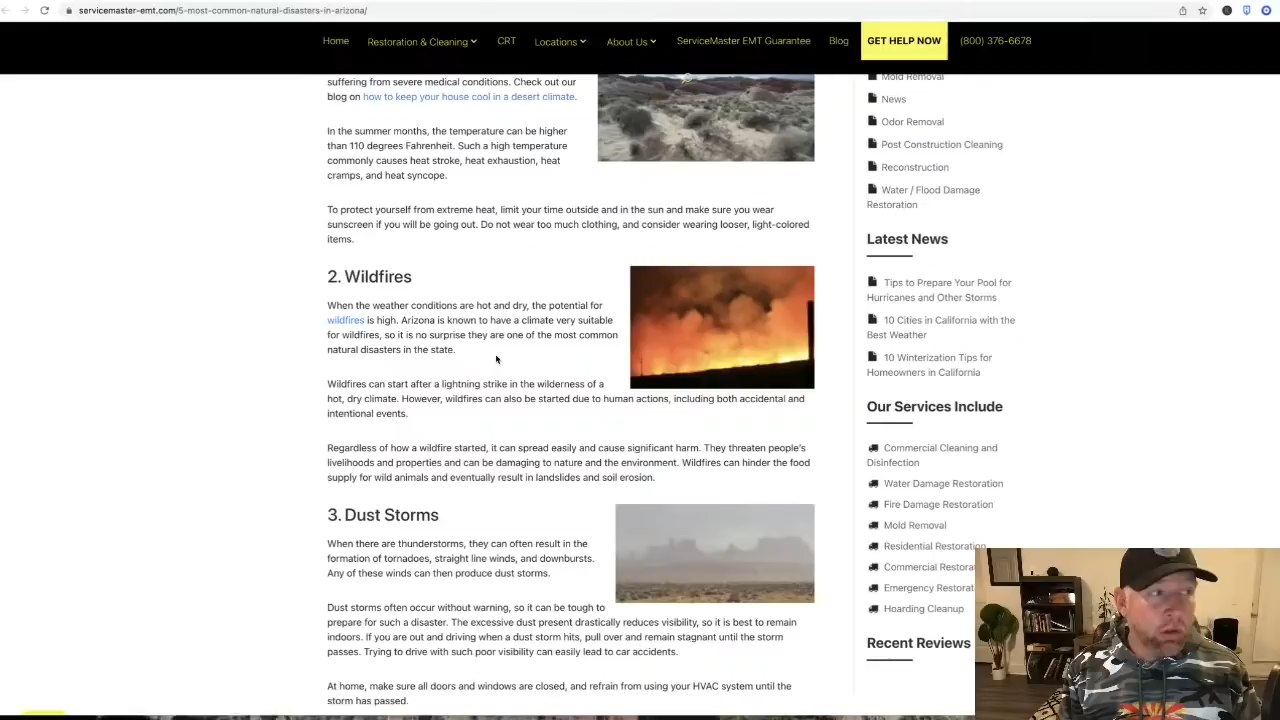 servicemaster-emt.com/5-most-common-natural-disasters-in-arizona/
Home
Restoration & Cleaning
CRT
Locations
About Us
ServiceMaster EMT Guarantee
Blog
GET HELP NOW
(800) 376-6678
suffering from severe medical conditions. Check out our
blog on how to keep your house cool in a desert climate.
In the summer months, the temperature can be higher
than 110 degrees Fahrenheit. Such a high temperature
commonly causes heat stroke, heat exhaustion, heat
cramps, and heat syncope.
To protect yourself from extreme heat, limit your time outside and in the sun and make sure you wear
sunscreen if you will be going out. Do not wear too much clothing, and consider wearing looser, light-colored
items.
2. Wildfires
When the weather conditions are hot and dry, the potential for
wildfires is high. Arizona is known to have a climate very suitable
for wildfires, so it is no surprise they are one of the most common
natural disasters in the state.
Wildfires can start after a lightning strike in the wilderness of a
hot, dry climate. However, wildfires can also be started due to human actions, including both accidental and
intentional events.
Regardless of how a wildfire started, it can spread easily and cause significant harm. They threaten people's
livelihoods and properties and can be damaging to nature and the environment. Wildfires can hinder the food
supply for wild animals and eventually result in landslides and soil erosion.
3. Dust Storms
When there are thunderstorms, they can often result in the
formation of tornadoes, straight line winds, and downbursts.
Any of these winds can then produce dust storms.
Dust storms often occur without warning, so it can be tough to
prepare for such a disaster. The excessive dust present drastically reduces visibility, so it is best to remain
indoors. If you are out and driving when a dust storm hits, pull over and remain stagnant until the storm
passes. Trying to drive with such poor visibility can easily lead to car accidents.
At home, make sure all doors and windows are closed, and refrain from using your HVAC system until the
storm has passed.
Mold Removal
News
Odor Removal
Post Construction Cleaning
Reconstruction
Water / Flood Damage
Restoration
Latest News
Tips to Prepare Your Pool for
Hurricanes and Other Storms
10 Cities in California with the
Best Weather
10 Winterization Tips for
Homeowners in California
Our Services Include
Commercial Cleaning and
Disinfection
Water Damage Restoration
Fire Damage Restoration
Mold Removal
Residential Restoration
Commercial Restorat
Emergency Restorat
Hoarding Cleanup
Recent Reviews